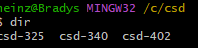 heinz@Bradys MINGW32 /c/csd
$ dir
csd-325  csd-340  csd-402